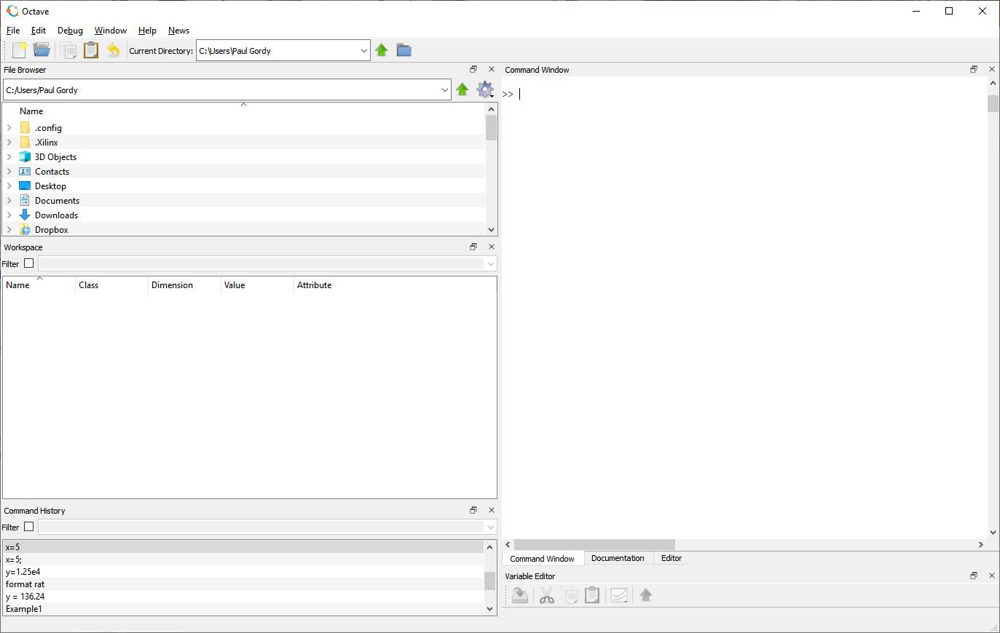 Octave
File Edit Debug Window Help News
Current Directory: C:\Users\Paul Gordy
File Browser
C:/Users/Paul Gordy
Name
.config
.Xilinx
3D Objects
Contacts
Desktop
Documents
Downloads
Dropbox
Workspace
Filter
Name Class Dimension Value Attribute
Command History
Filter
x=5
x=5;
y=1.25e4
format rat
y = 136.24
Example1
Command Window
>>
Command Window Documentation Editor
Variable Editor